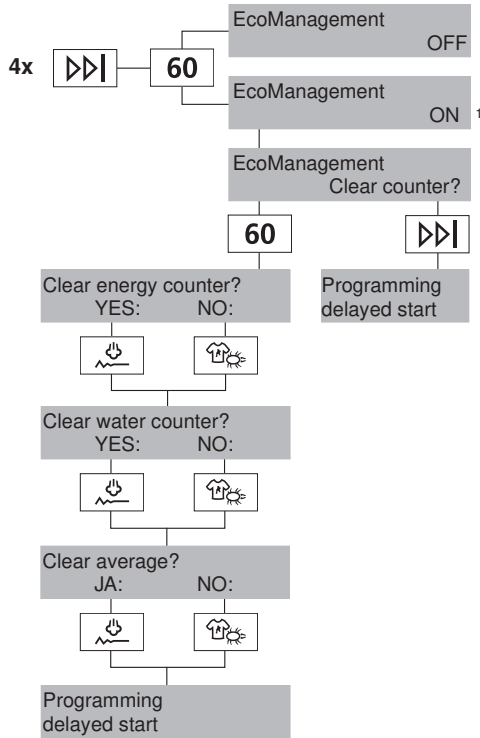 EcoManagement
OFF
4x
60
EcoManagement
ON 1
EcoManagement
Clear counter?
60
Clear energy counter?
YES: NO:
Programming
delayed start
Clear water counter?
YES: NO:
Clear average?
JA: NO:
Programming
delayed start